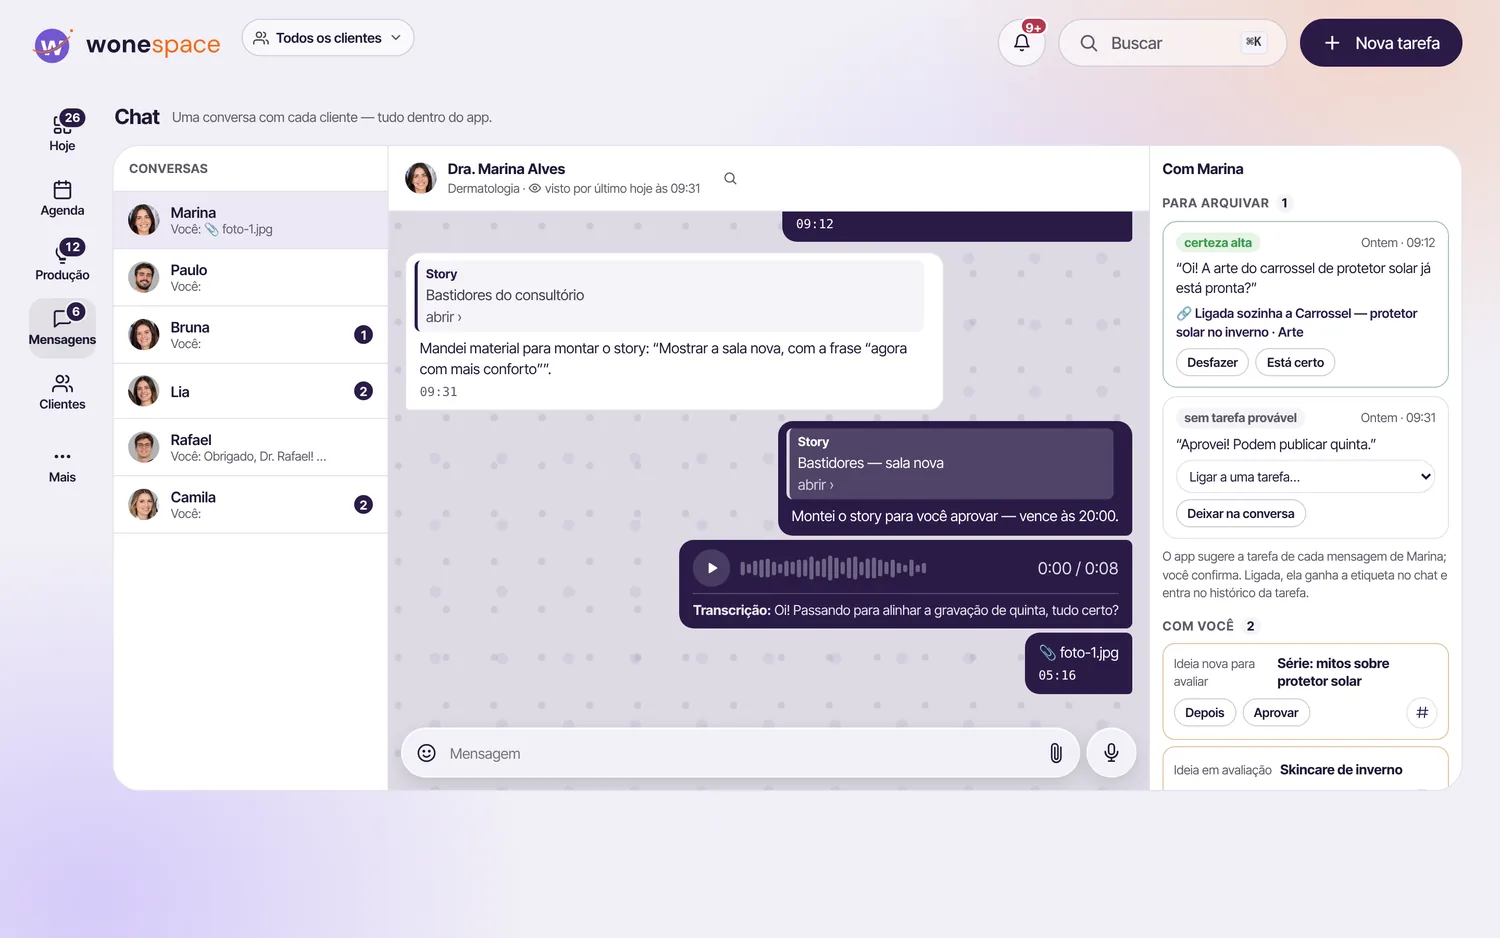 wonespace
Todos os clientes
9+
Buscar
⌘K
+ Nova tarefa
26
Hoje
Agenda
12
Produção
6
Mensagens
Clientes
Mais
Chat
Uma conversa com cada cliente — tudo dentro do app.
CONVERSAS
Marina
Você: 📎 foto-1.jpg
Paulo
Você:
Bruna
Você:
1
Lia
2
Rafael
Você: Obrigado, Dr. Rafael! ...
Camila
Você:
2
Dra. Marina Alves
Dermatologia · visto por último hoje às 09:31
09:12
Story
Bastidores do consultório
abrir ›
Mandei material para montar o story: “Mostrar a sala nova, com a frase “agora
com mais conforto””.
09:31
Story
Bastidores — sala nova
abrir ›
Montei o story para você aprovar — vence às 20:00.
0:00 / 0:08
Transcrição: Oi! Passando para alinhar a gravação de quinta, tudo certo?
📎 foto-1.jpg
05:16
Mensagem
Com Marina
PARA ARQUIVAR 1
certeza alta
Ontem · 09:12
“Oi! A arte do carrossel de protetor solar já
está pronta?”
🔗 Ligada sozinha a Carrossel — protetor
solar no inverno · Arte
Desfazer
Está certo
sem tarefa provável
Ontem · 09:31
“Aprovei! Podem publicar quinta.”
Ligar a uma tarefa...
Deixar na conversa
O app sugere a tarefa de cada mensagem de Marina;
você confirma. Ligada, ela ganha a etiqueta no chat e
entra no histórico da tarefa.
COM VOCÊ 2
Ideia nova para
avaliar
Série: mitos sobre
protetor solar
Depois
Aprovar
#
Ideia em avaliação
Skincare de inverno